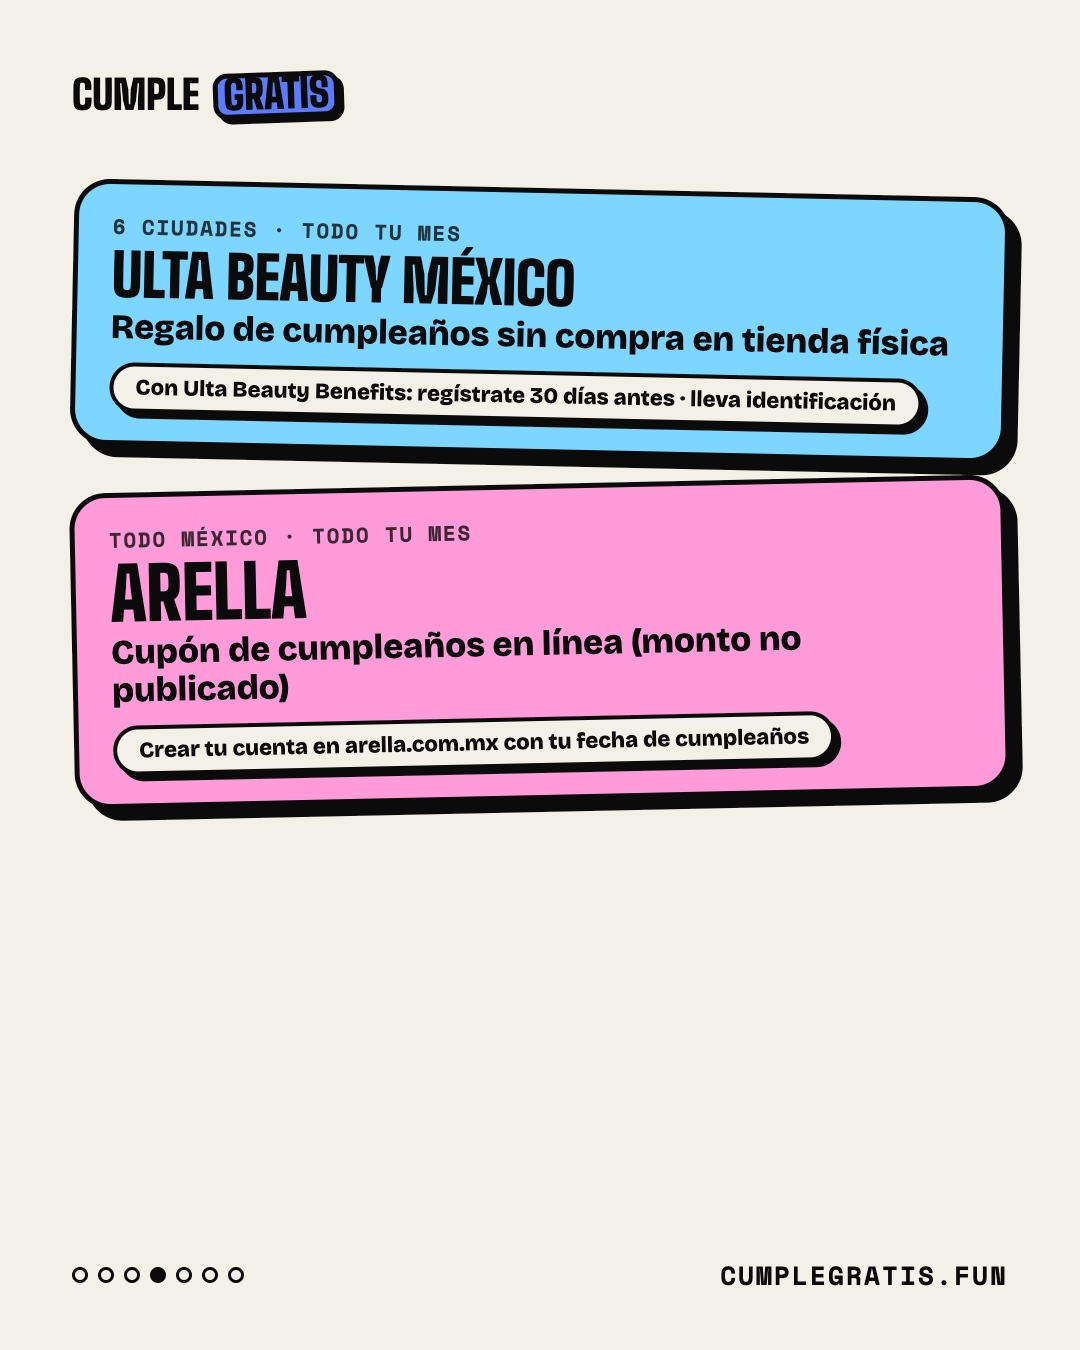 CUMPLE GRATIS
6 CIUDADES · TODO TU MES
ULTA BEAUTY MÉXICO
Regalo de cumpleaños sin compra en tienda física
Con Ulta Beauty Benefits: regístrate 30 días antes · lleva identificación
TODO MÉXICO · TODO TU MES
ARELLA
Cupón de cumpleaños en línea (monto no
publicado)
Crear tu cuenta en arella.com.mx con tu fecha de cumpleaños
CUMPLEGRATIS.FUN